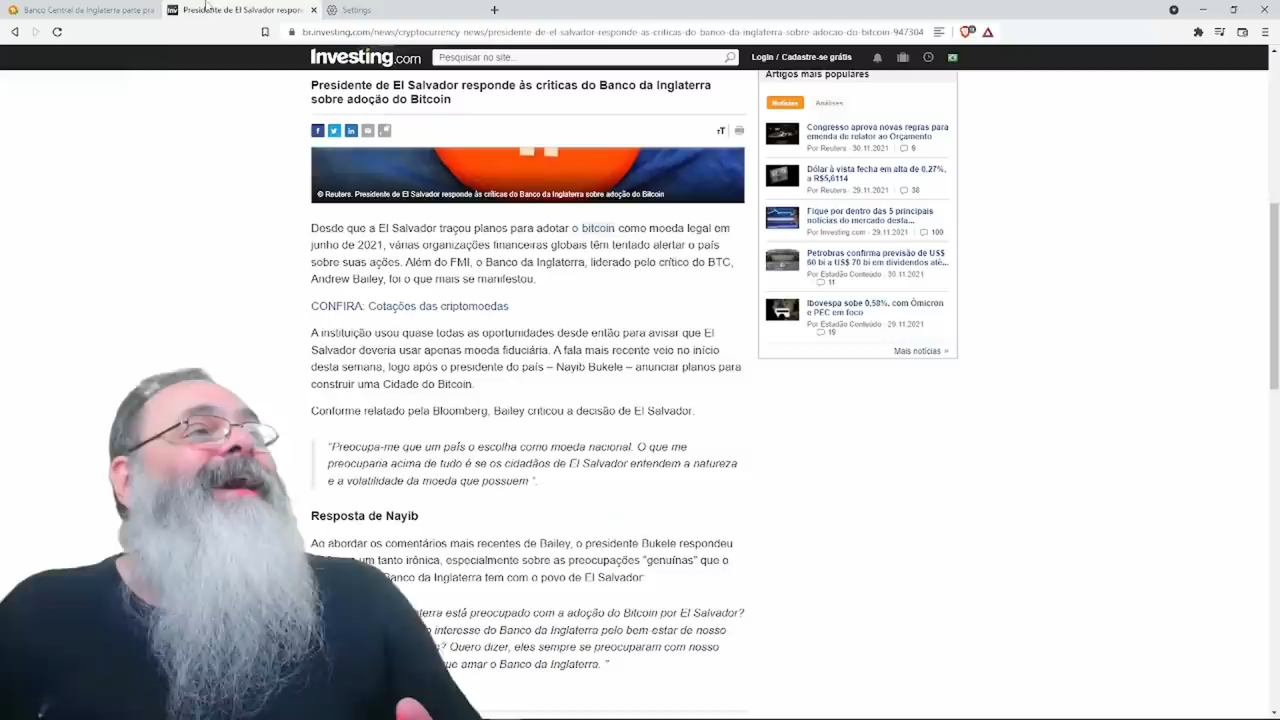 Banco Central da Inglaterra parte pra
Presidente de El Salvador respon
Settings
br.investing.com/news/cryptocurrency-news/presidente-de-el-salvador-responde-as-criticas-do-banco-da-inglaterra-sobre-adocao-do-bitcoin-947304
Investing.com
Pesquisar no site...
Login / Cadastre-se grátis
Presidente de El Salvador responde às críticas do Banco da Inglaterra
sobre adoção do Bitcoin
© Reuters. Presidente de El Salvador responde às críticas do Banco da Inglaterra sobre adoção do Bitcoin
Desde que a El Salvador traçou planos para adotar o bitcoin como moeda legal em
junho de 2021, várias organizações financeiras globais têm tentado alertar o país
sobre suas ações. Além do FMI, o Banco da Inglaterra, liderado pelo crítico do BTC,
Andrew Bailey, foi o que mais se manifestou.
CONFIRA: Cotações das criptomoedas
A instituição usou quase todas as oportunidades desde então para avisar que El
Salvador deveria usar apenas moeda fiduciária. A fala mais recente veio no início
desta semana, logo após o presidente do país – Nayib Bukele – anunciar planos para
construir uma Cidade do Bitcoin.
Conforme relatado pela Bloomberg, Bailey criticou a decisão de El Salvador.
"Preocupa-me que um país o escolha como moeda nacional. O que me
preocuparia acima de tudo é se os cidadãos de El Salvador entendem a natureza
e a volatilidade da moeda que possuem ".
Resposta de Nayib
Ao abordar os comentários mais recentes de Bailey, o presidente Bukele respondeu
um tanto irônica, especialmente sobre as preocupações "genuínas" que o
Banco da Inglaterra tem com o povo de El Salvador:
terra está preocupado com a adoção do Bitcoin por El Salvador?
interesse do Banco da Inglaterra pelo bem-estar de nosso
? Quero dizer, eles sempre se preocuparam com nosso
que amar o Banco da Inglaterra. "
Artigos mais populares
Notícias
Análises
Congresso aprova novas regras para
emenda de relator ao Orçamento
Por Reuters - 30.11.2021 9
Dólar à vista fecha em alta de 0,27%,
a R$5,6114
Por Reuters - 29.11.2021 38
Fique por dentro das 5 principais
notícias do mercado desta...
Por Investing.com - 29.11.2021 100
Petrobras confirma previsão de US$
60 bi a US$ 70 bi em dividendos até...
Por Estadão Conteúdo - 30.11.2021
11
Ibovespa sobe 0,58%, com Ômicron
e PEC em foco
Por Estadão Conteúdo - 29.11.2021
19
Mais notícias »